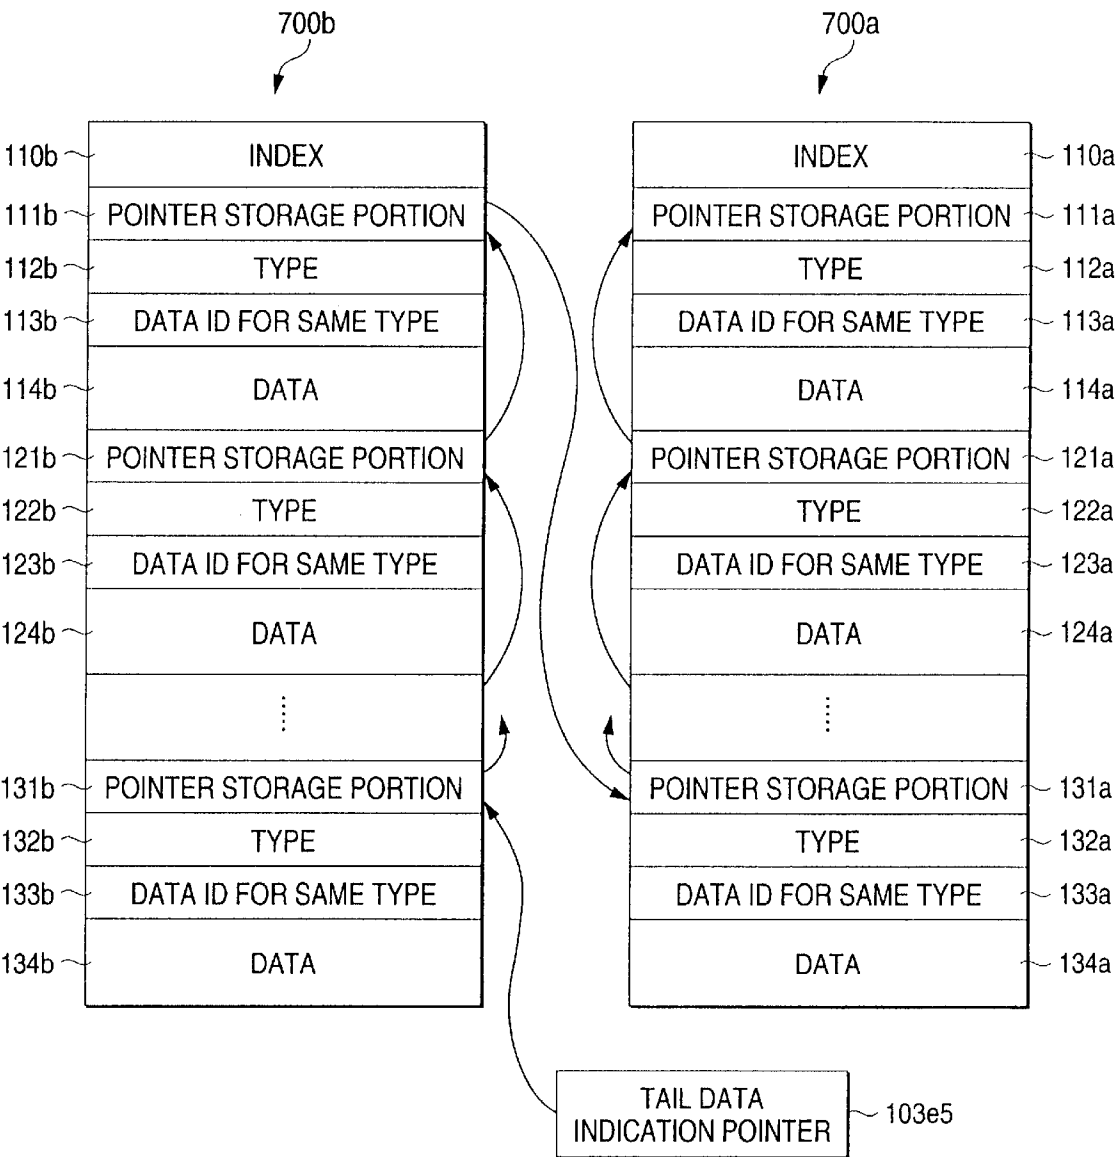 700b
700a
110b INDEX
111b POINTER STORAGE PORTION
112b TYPE
113b DATA ID FOR SAME TYPE
114b DATA
121b POINTER STORAGE PORTION
122b TYPE
123b DATA ID FOR SAME TYPE
124b DATA
131b POINTER STORAGE PORTION
132b TYPE
133b DATA ID FOR SAME TYPE
134b DATA
INDEX 110a
POINTER STORAGE PORTION 111a
TYPE 112a
DATA ID FOR SAME TYPE 113a
DATA 114a
POINTER STORAGE PORTION 121a
TYPE 122a
DATA ID FOR SAME TYPE 123a
DATA 124a
POINTER STORAGE PORTION 131a
TYPE 132a
DATA ID FOR SAME TYPE 133a
DATA 134a
TAIL DATA
INDICATION POINTER
103e5